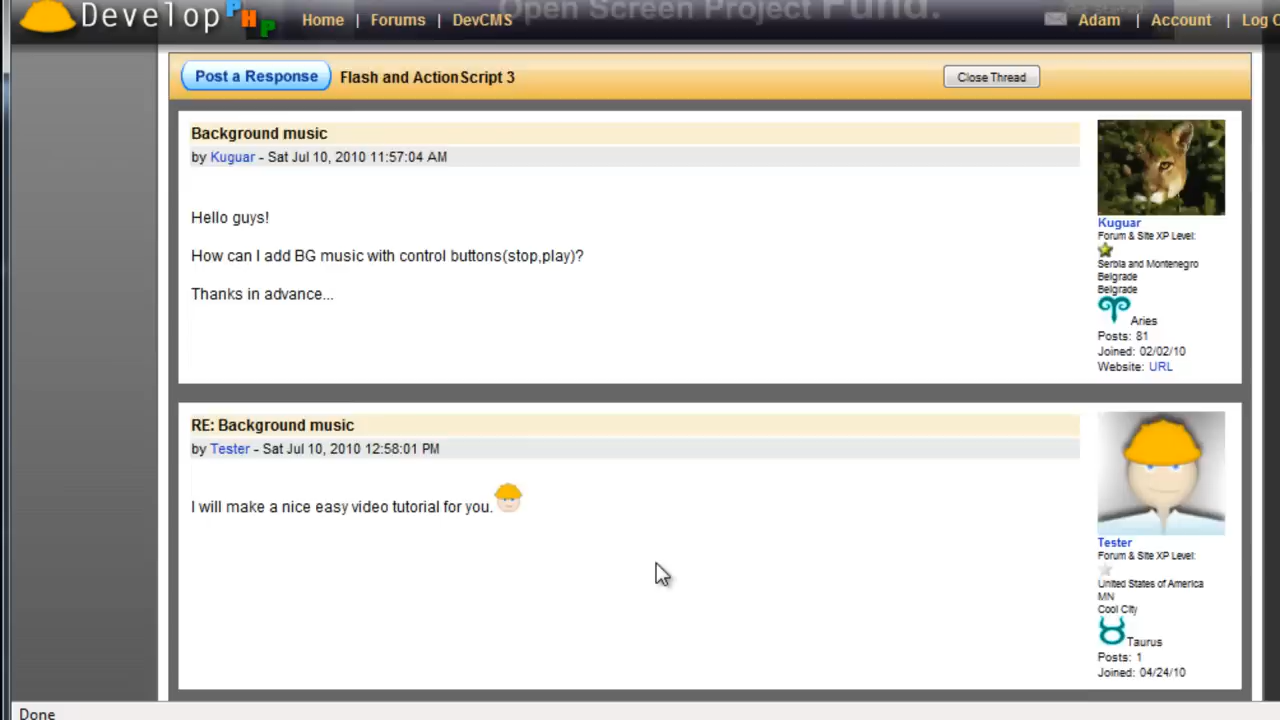 Develop PHP Home | Forums | DevCMS Open Screen Project Fund. Adam | Account | Log
Post a Response Flash and ActionScript 3 Close Thread
Background music
by Kuguar - Sat Jul 10, 2010 11:57:04 AM
Hello guys!
How can I add BG music with control buttons(stop,play)?
Thanks in advance...
Kuguar
Forum & Site XP Level:
Serbia and Montenegro
Belgrade
Belgrade
Aries
Posts: 81
Joined: 02/02/10
Website: URL
RE: Background music
by Tester - Sat Jul 10, 2010 12:58:01 PM
I will make a nice easy video tutorial for you.
Tester
Forum & Site XP Level:
United States of America
MN
Cool City
Taurus
Posts: 1
Joined: 04/24/10
Done